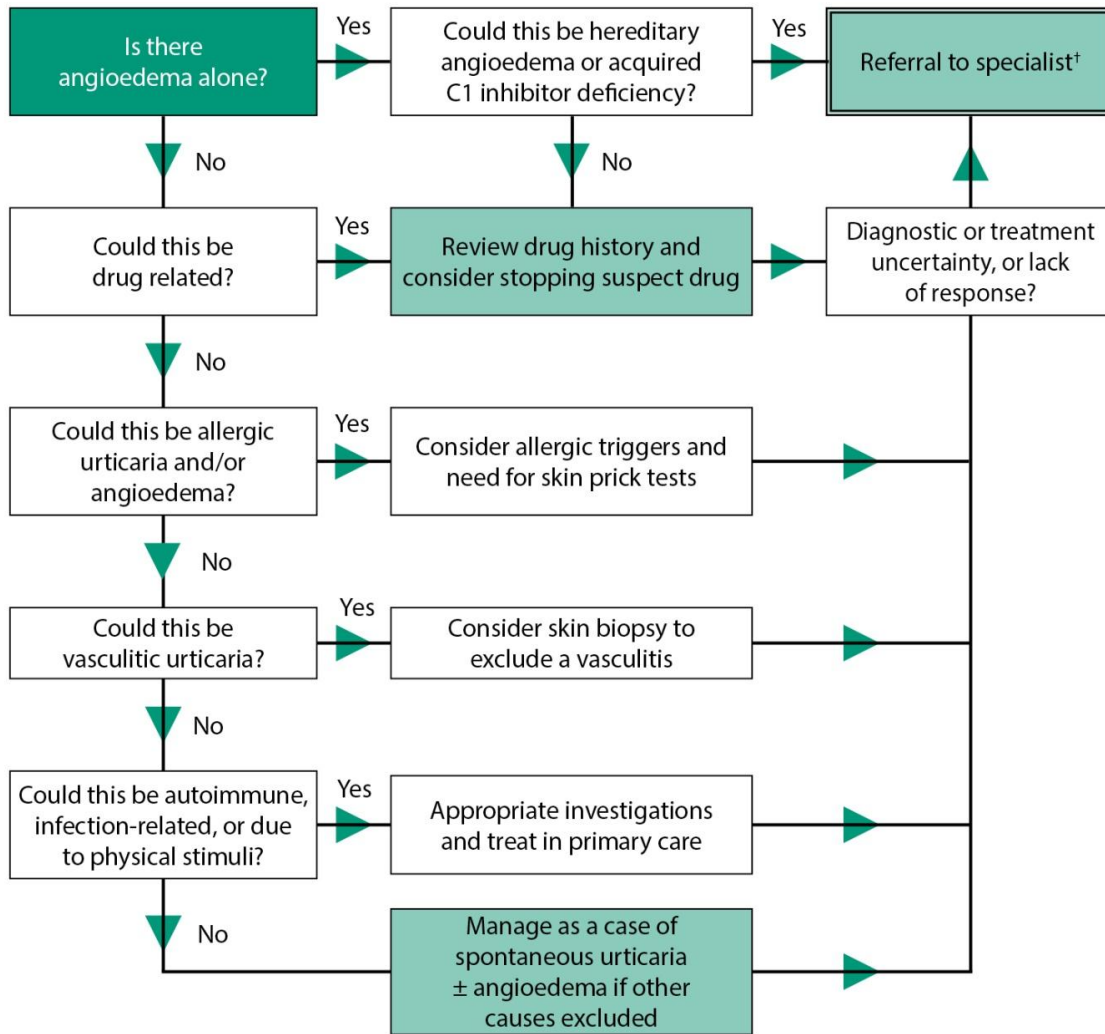 Is there
angioedema alone?
Yes
Could this be hereditary
angioedema or acquired
C1 inhibitor deficiency?
Yes
Referral to specialist†
No
No
Could this be
drug related?
Yes
Review drug history and
consider stopping suspect drug
Diagnostic or treatment
uncertainty, or lack
of response?
No
Could this be allergic
urticaria and/or
angioedema?
Yes
Consider allergic triggers and
need for skin prick tests
No
Could this be
vasculitic urticaria?
Yes
Consider skin biopsy to
exclude a vasculitis
No
Could this be autoimmune,
infection-related, or due
to physical stimuli?
Yes
Appropriate investigations
and treat in primary care
No
Manage as a case of
spontaneous urticaria
± angioedema if other
causes excluded